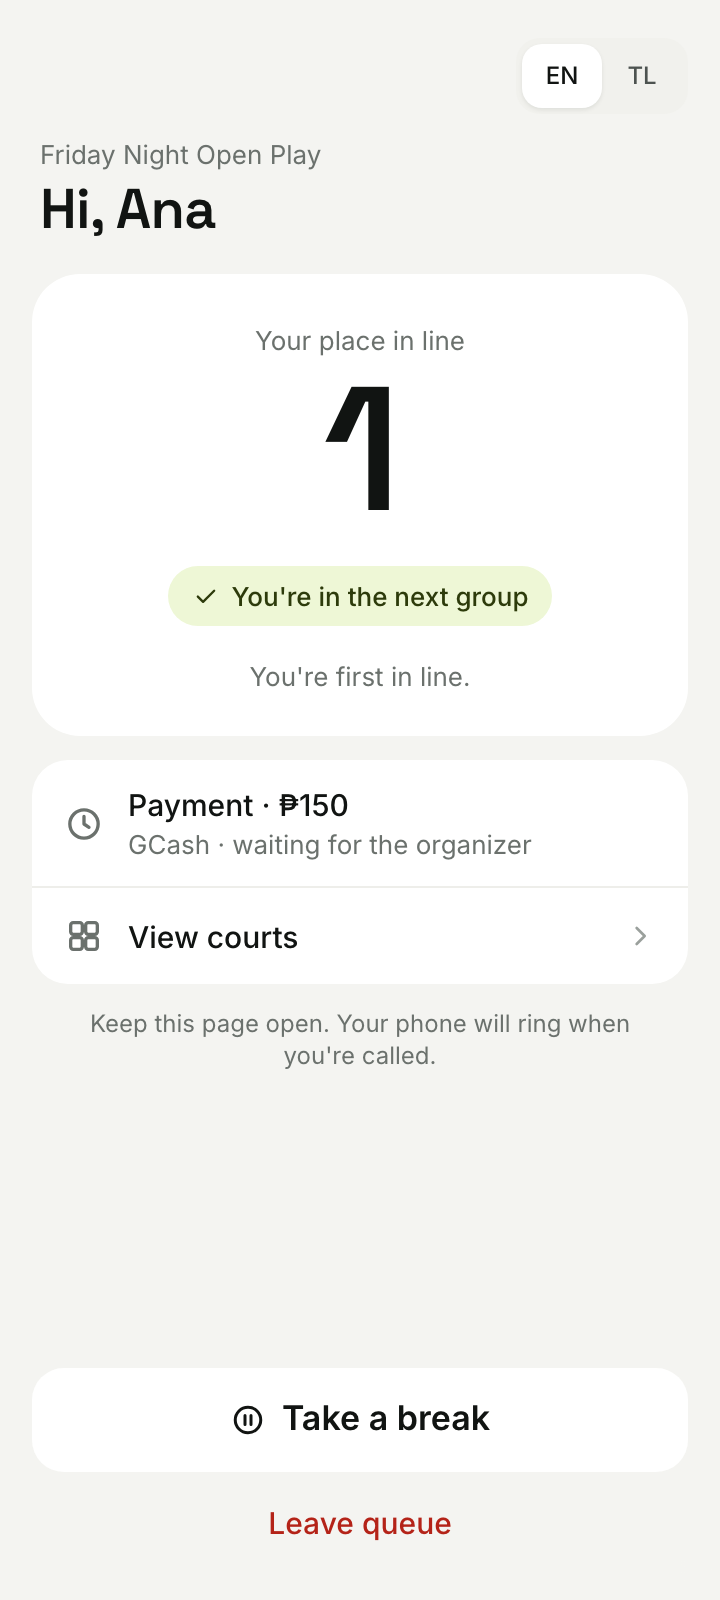 EN TL
Friday Night Open Play
Hi, Ana
Your place in line
1
You're in the next group
You're first in line.
Payment · ₱150
GCash · waiting for the organizer
View courts
Keep this page open. Your phone will ring when
you're called.
Take a break
Leave queue